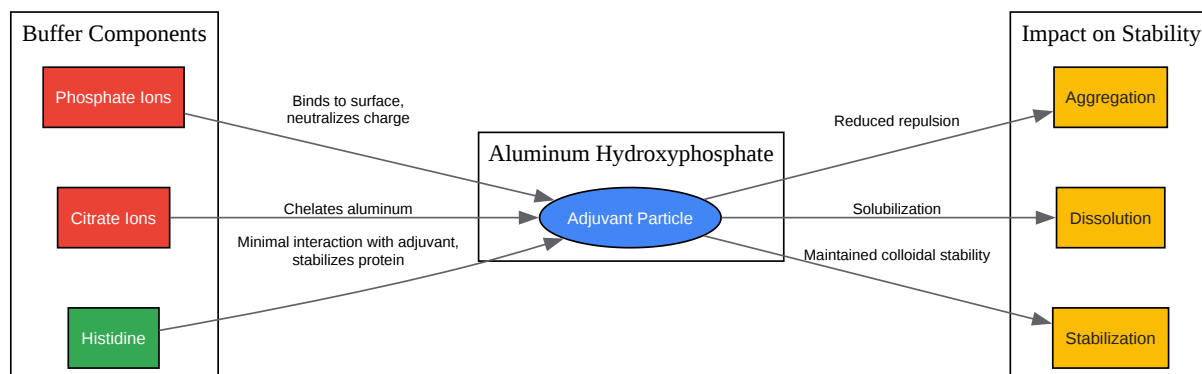 Buffer Components
Phosphate Ions
Citrate Ions
Histidine
Binds to surface,
neutralizes charge
Chelates aluminum
Minimal interaction with adjuvant,
stabilizes protein
Aluminum Hydroxyphosphate
Adjuvant Particle
Reduced repulsion
Solubilization
Maintained colloidal stability
Impact on Stability
Aggregation
Dissolution
Stabilization